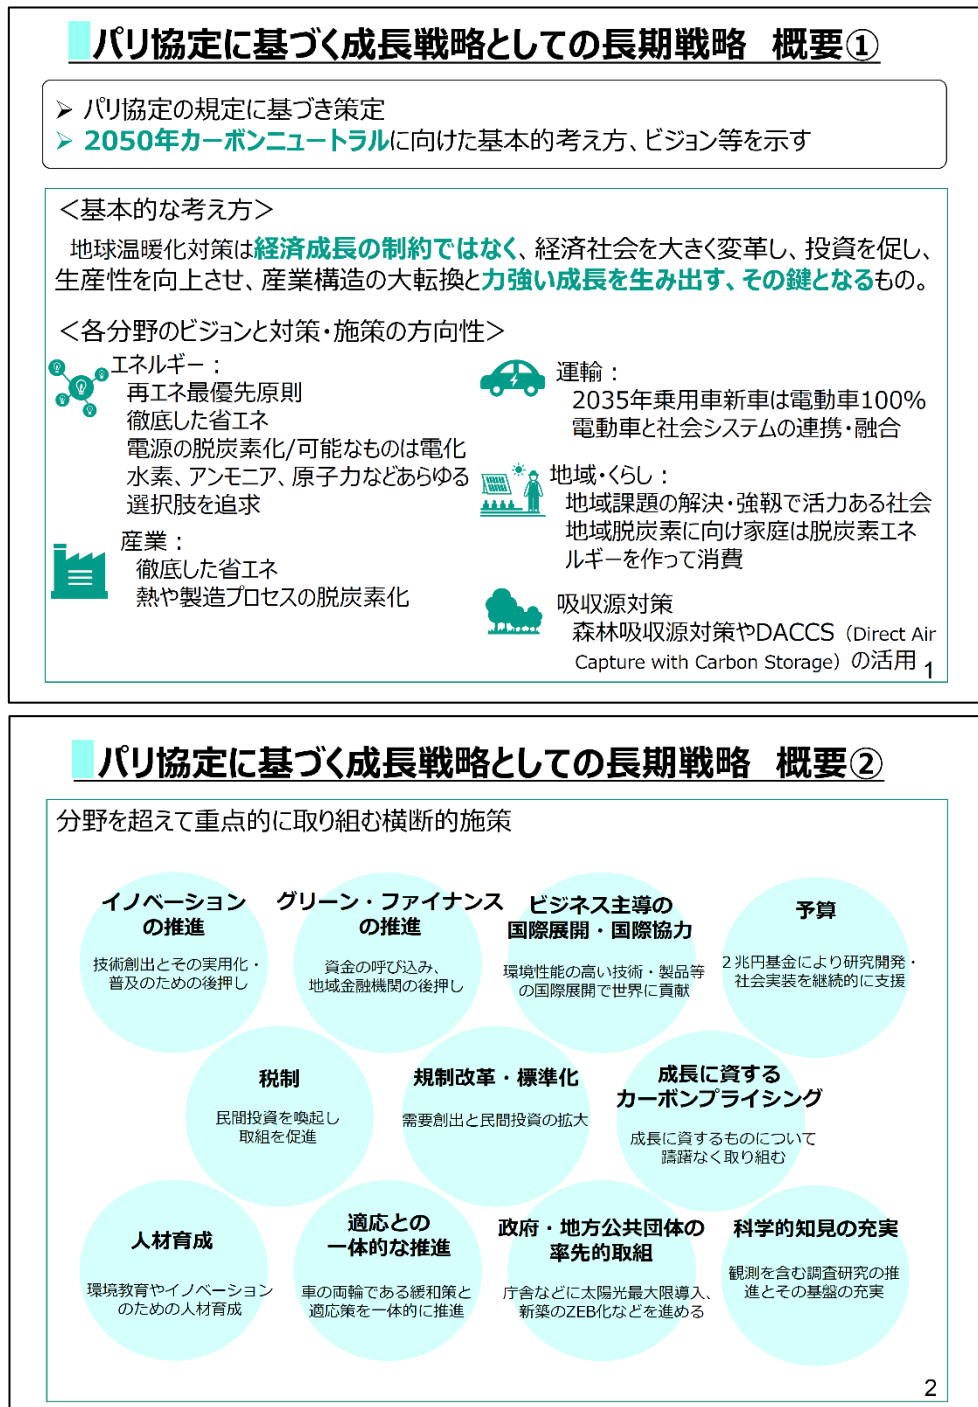 パリ協定に基づく成長戦略としての長期戦略　概要①
➢ パリ協定の規定に基づき策定
➢ 2050年カーボンニュートラルに向けた基本的考え方、ビジョン等を示す
＜基本的な考え方＞
地球温暖化対策は経済成長の制約ではなく、経済社会を大きく変革し、投資を促し、
生産性を向上させ、産業構造の大転換と力強い成長を生み出す、その鍵となるもの。
＜各分野のビジョンと対策・施策の方向性＞
エネルギー：
再エネ最優先原則
徹底した省エネ
電源の脱炭素化/可能なものは電化
水素、アンモニア、原子力などあらゆる
選択肢を追求
産業：
徹底した省エネ
熱や製造プロセスの脱炭素化
運輸：
2035年乗用車新車は電動車100%
電動車と社会システムの連携・融合
地域・くらし：
地域課題の解決・強靱で活力ある社会
地域脱炭素に向け家庭は脱炭素エネ
ルギーを作って消費
吸収源対策
森林吸収源対策やDACCS（Direct Air
Capture with Carbon Storage）の活用
1
パリ協定に基づく成長戦略としての長期戦略　概要②
分野を超えて重点的に取り組む横断的施策
イノベーション
の推進
技術創出とその実用化・
普及のための後押し
グリーン・ファイナンス
の推進
資金の呼び込み、
地域金融機関の後押し
ビジネス主導の
国際展開・国際協力
環境性能の高い技術・製品等
の国際展開で世界に貢献
予算
２兆円基金により研究開発・
社会実装を継続的に支援
税制
民間投資を喚起し
取組を促進
規制改革・標準化
需要創出と民間投資の拡大
成長に資する
カーボンプライシング
成長に資するものについて
躊躇なく取り組む
人材育成
環境教育やイノベーション
のための人材育成
適応との
一体的な推進
車の両輪である緩和策と
適応策を一体的に推進
政府・地方公共団体の
率先的取組
庁舎などに太陽光最大限導入、
新築のZEB化などを進める
科学的知見の充実
観測を含む調査研究の推
進とその基盤の充実
2